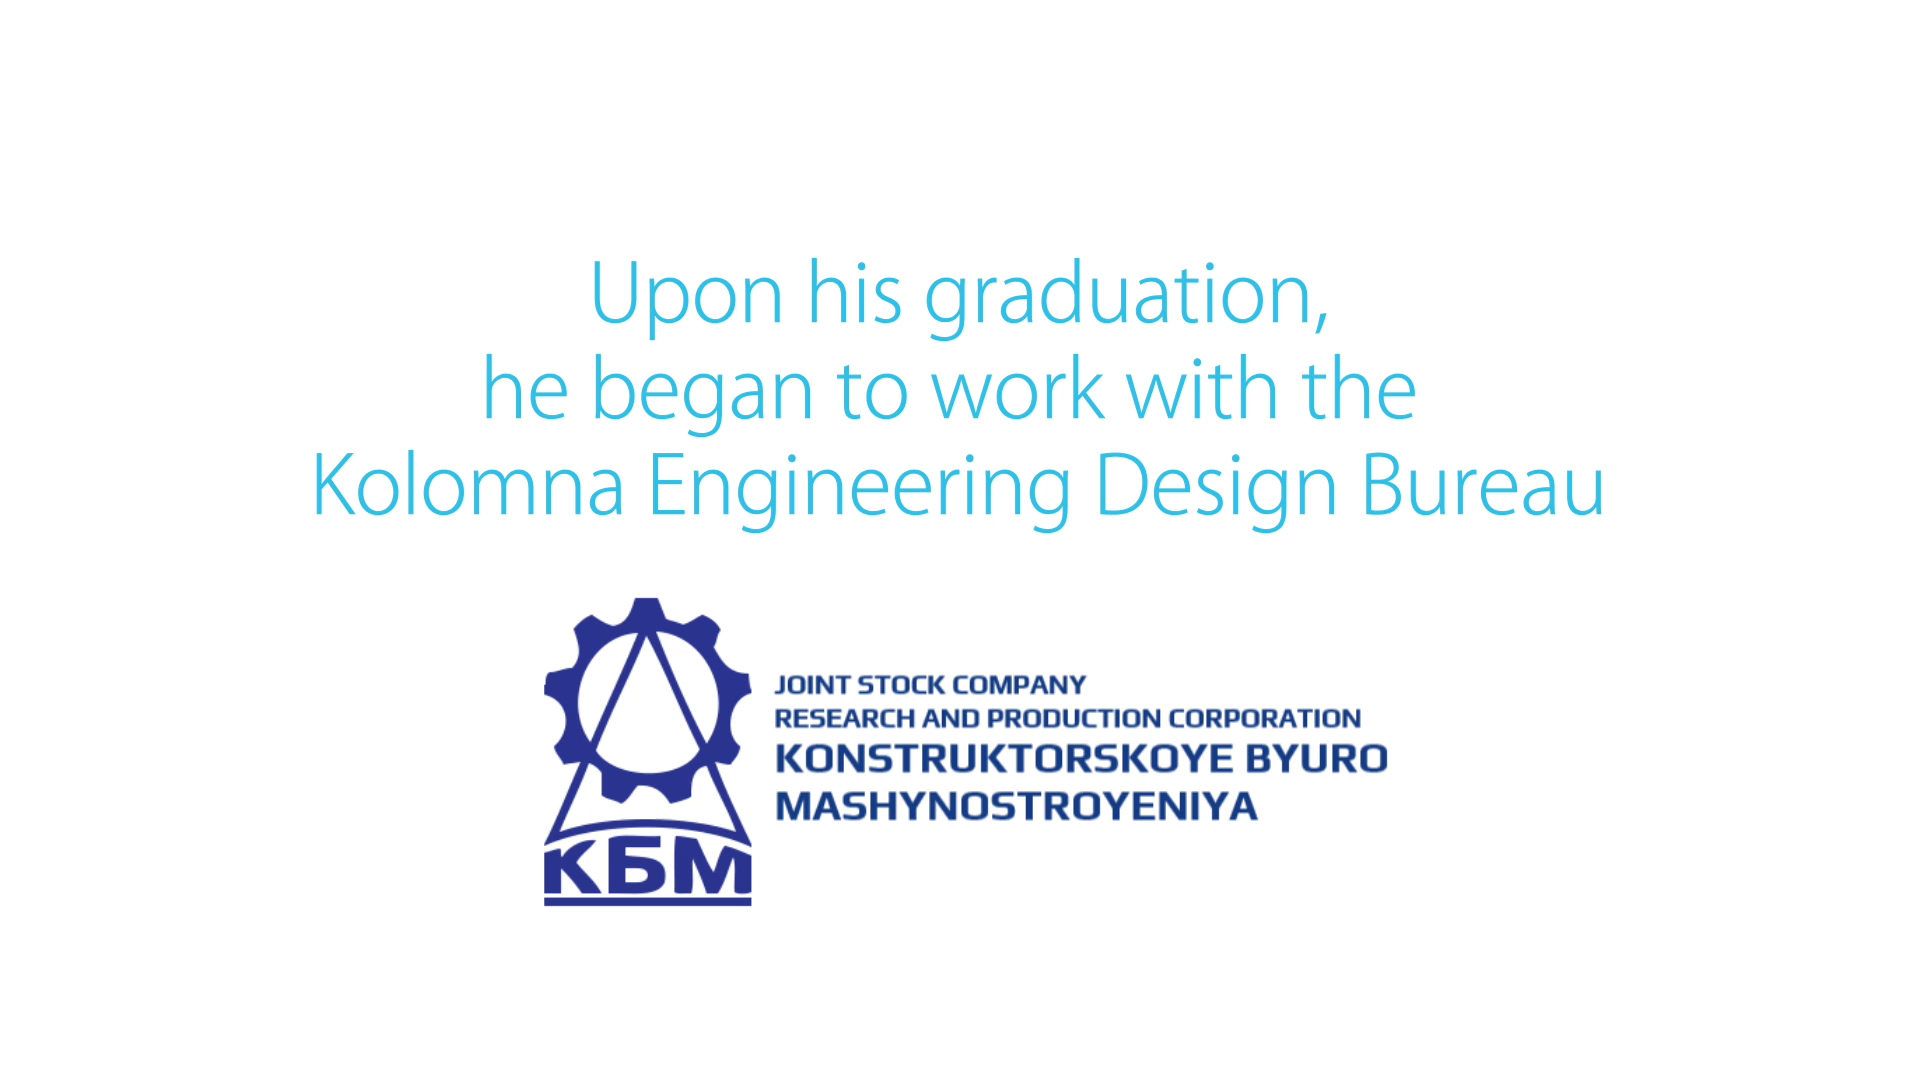 Upon his graduation,
he began to work with the
Kolomna Engineering Design Bureau
JOINT STOCK COMPANY
RESEARCH AND PRODUCTION CORPORATION
KONSTRUKTORSKOYE BYURO
MASHYNOSTROYENIYA
КБМ